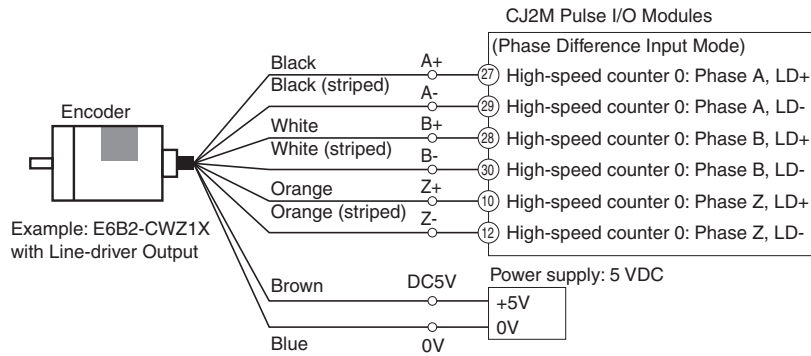 CJ2M Pulse I/O Modules
(Phase Difference Input Mode)
Encoder
Example: E6B2-CWZ1X
with Line-driver Output
Black A+ 27 High-speed counter 0: Phase A, LD+
Black (striped) A- 29 High-speed counter 0: Phase A, LD-
White B+ 28 High-speed counter 0: Phase B, LD+
White (striped) B- 30 High-speed counter 0: Phase B, LD-
Orange Z+ 10 High-speed counter 0: Phase Z, LD+
Orange (striped) Z- 12 High-speed counter 0: Phase Z, LD-
Power supply: 5 VDC
Brown DC5V +5V
Blue 0V 0V